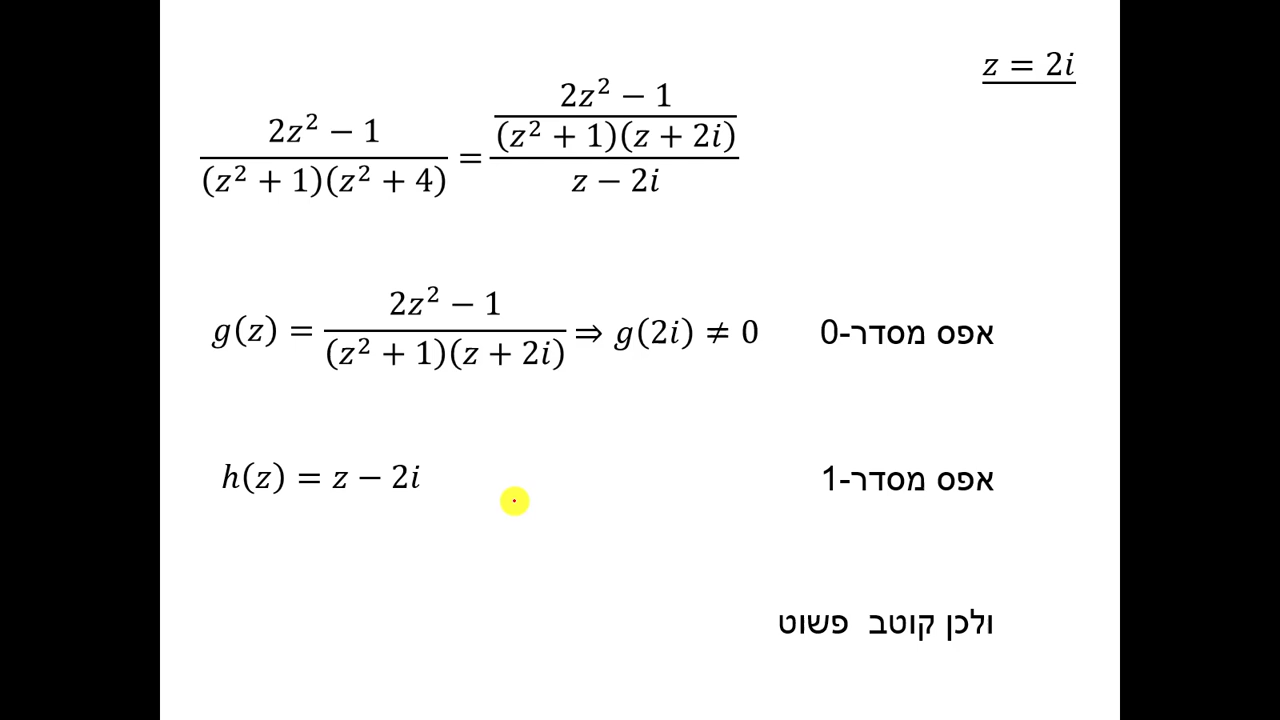 z = 2i
(2z² − 1)/((z² + 1)(z² + 4)) = ((2z² − 1)/((z² + 1)(z + 2i)))/(z − 2i)
g(z) = (2z² − 1)/((z² + 1)(z + 2i)) ⇒ g(2i) ≠ 0 אפס מסדר-0
h(z) = z − 2i אפס מסדר-1
ולכן קוטב פשוט